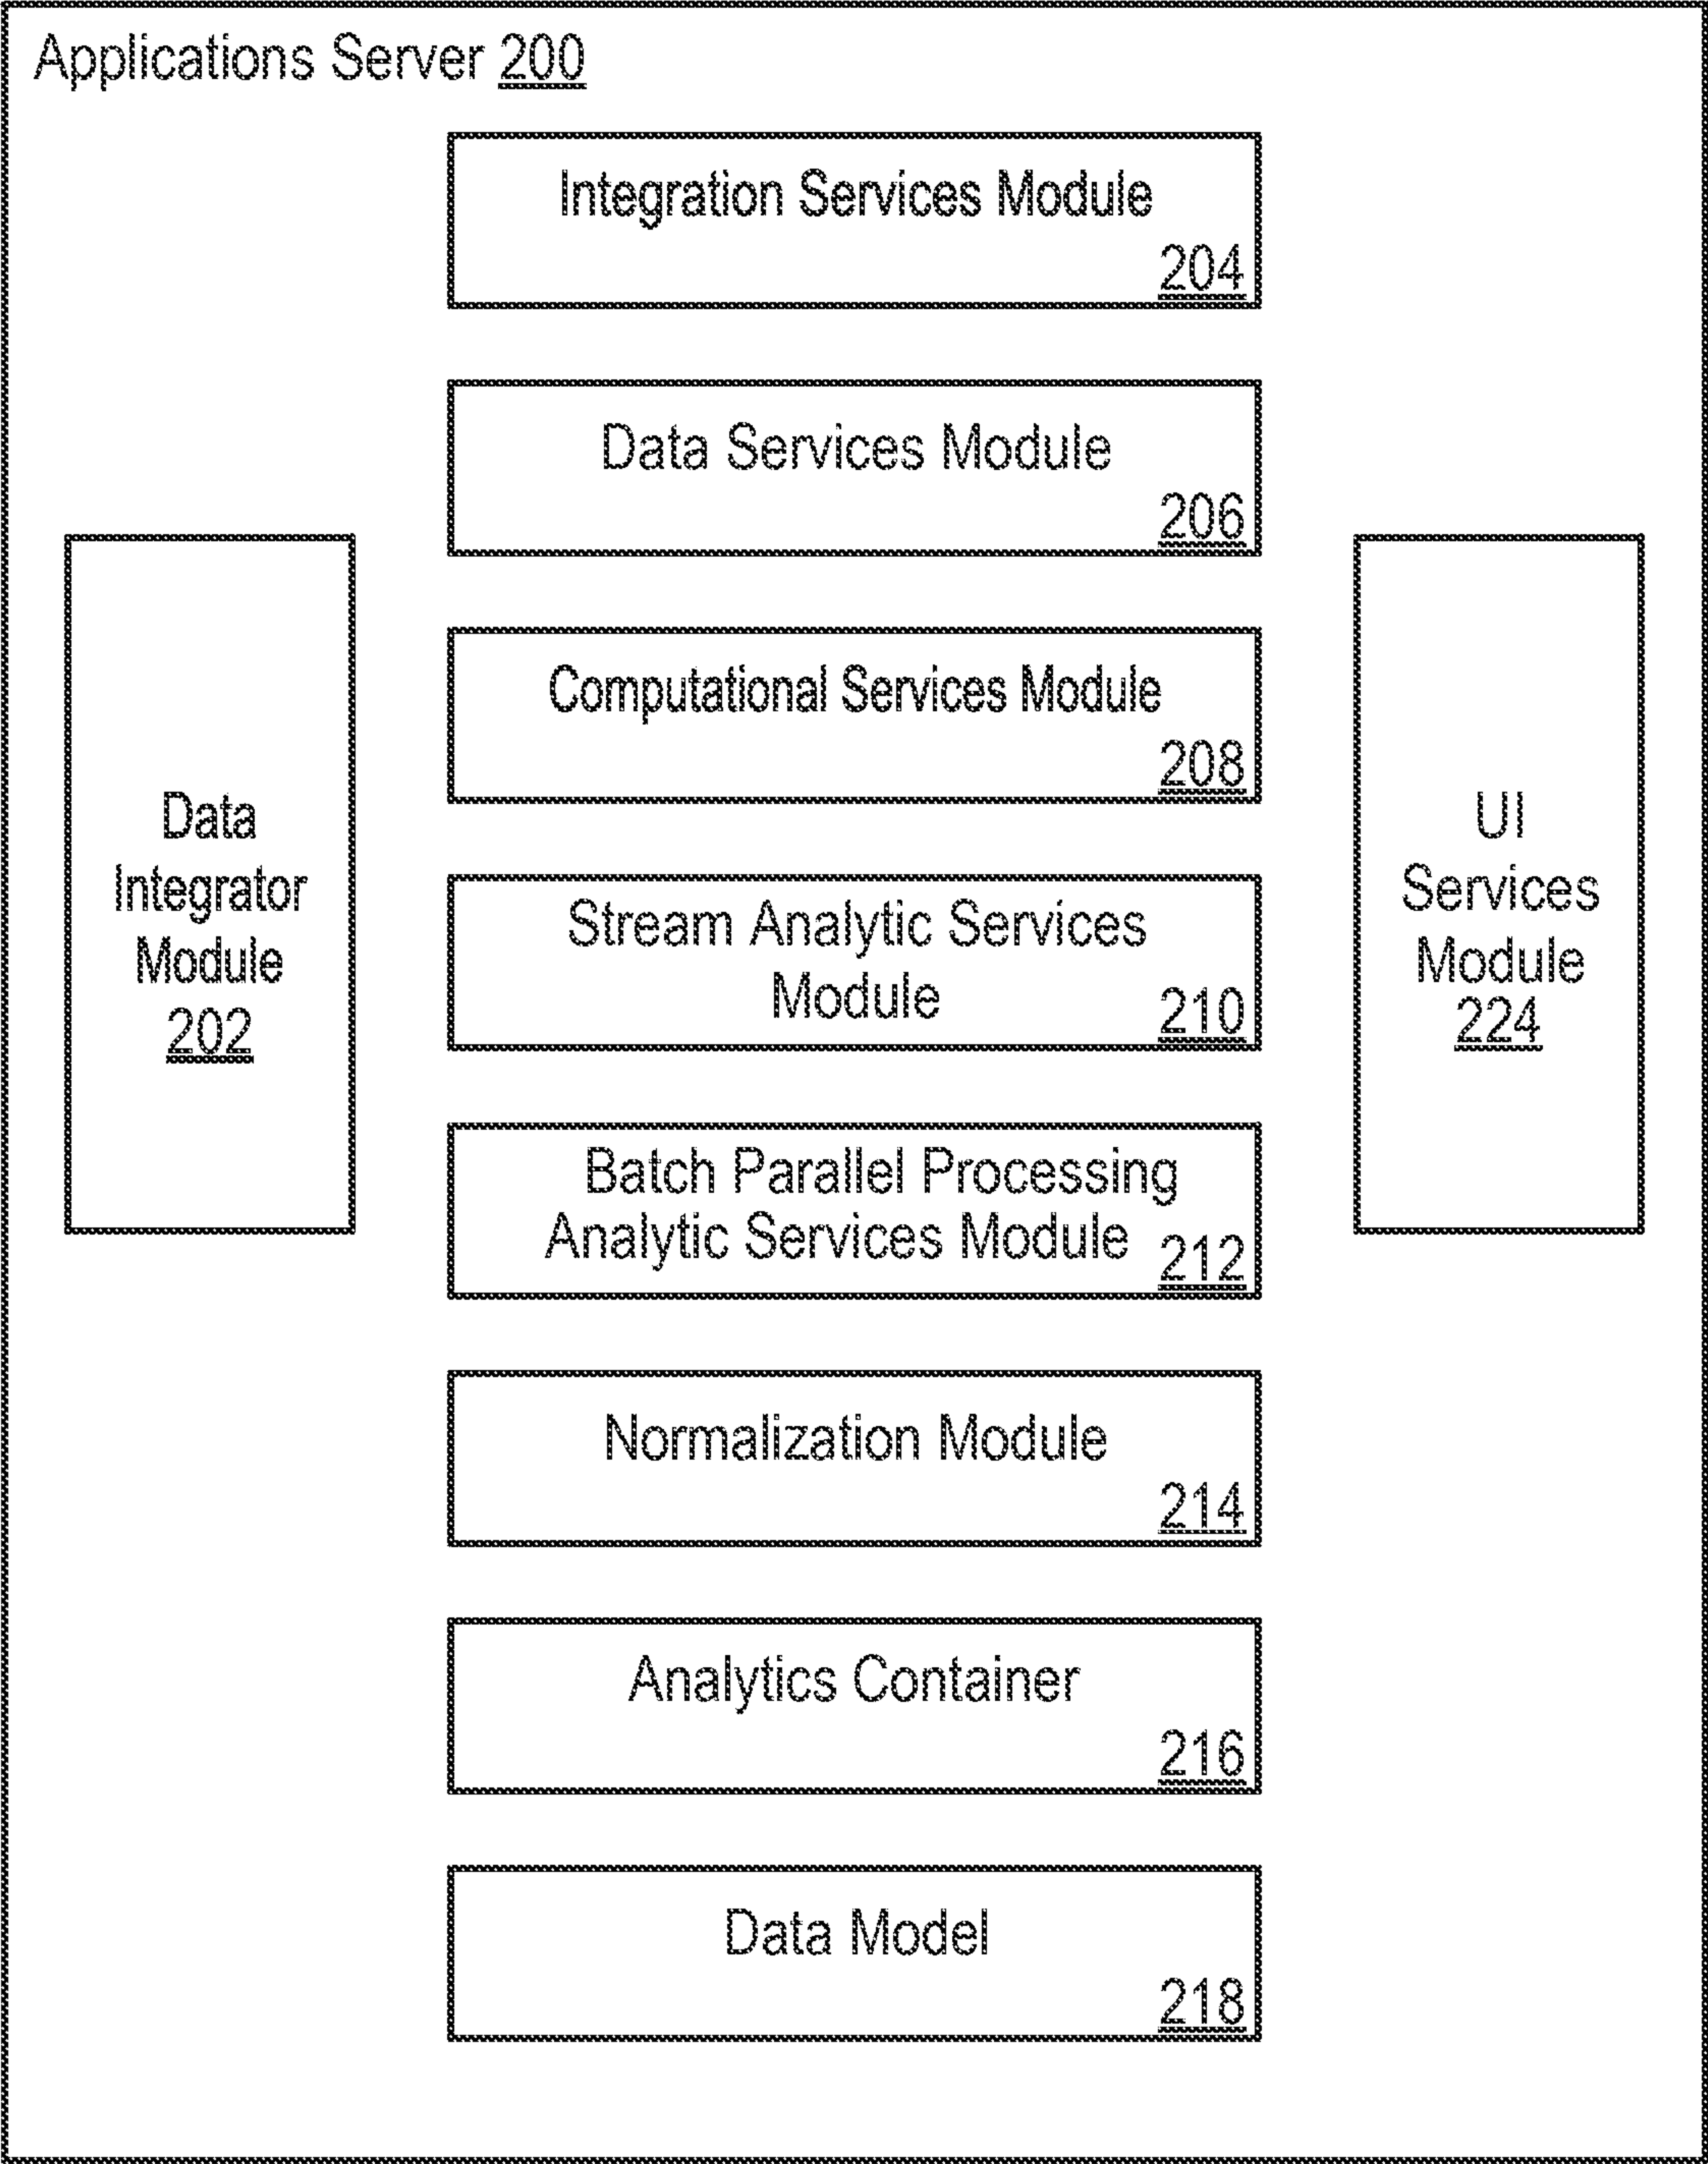 Applications Server 200
Integration Services Module
204
Data Services Module
206
Computational Services Module
208
Data
Integrator
Module
202
Stream Analytic Services
Module 210
UI
Services
Module
224
Batch Parallel Processing
Analytic Services Module 212
Normalization Module
214
Analytics Container
216
Data Model
218